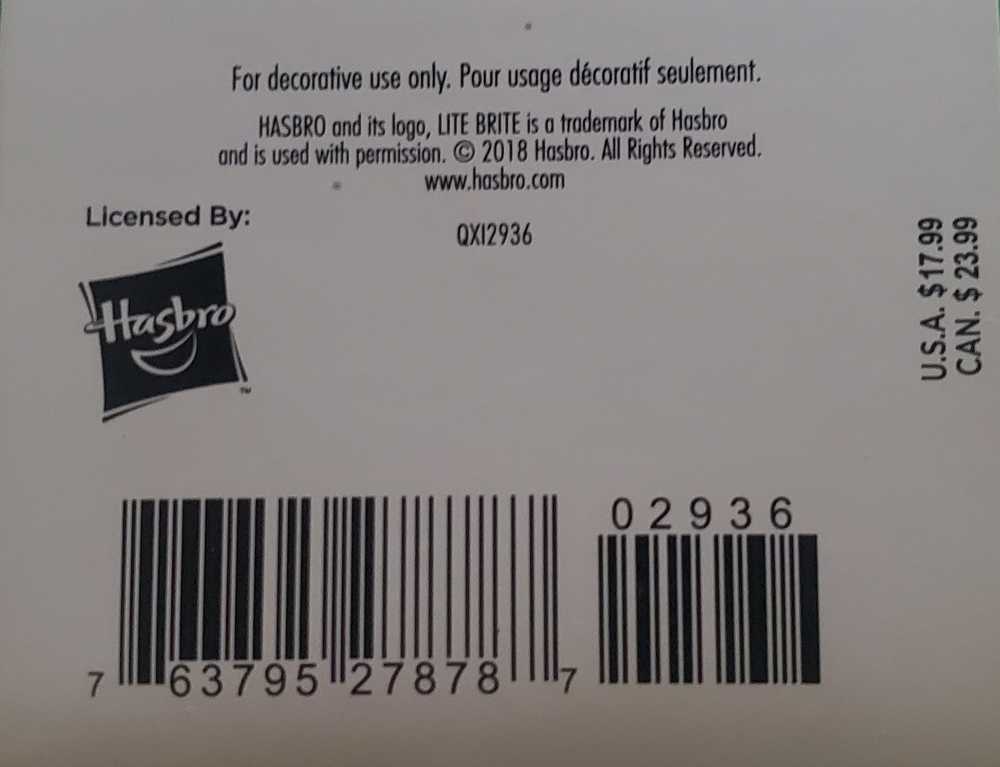 For decorative use only. Pour usage décoratif seulement.
HASBRO and its logo, LITE BRITE is a trademark of Hasbro
and is used with permission. © 2018 Hasbro. All Rights Reserved.
www.hasbro.com
Licensed By:
QXI2936
Hasbro
TM
U.S.A. $17.99
CAN. $ 23.99
02936
7 63795 27878 7